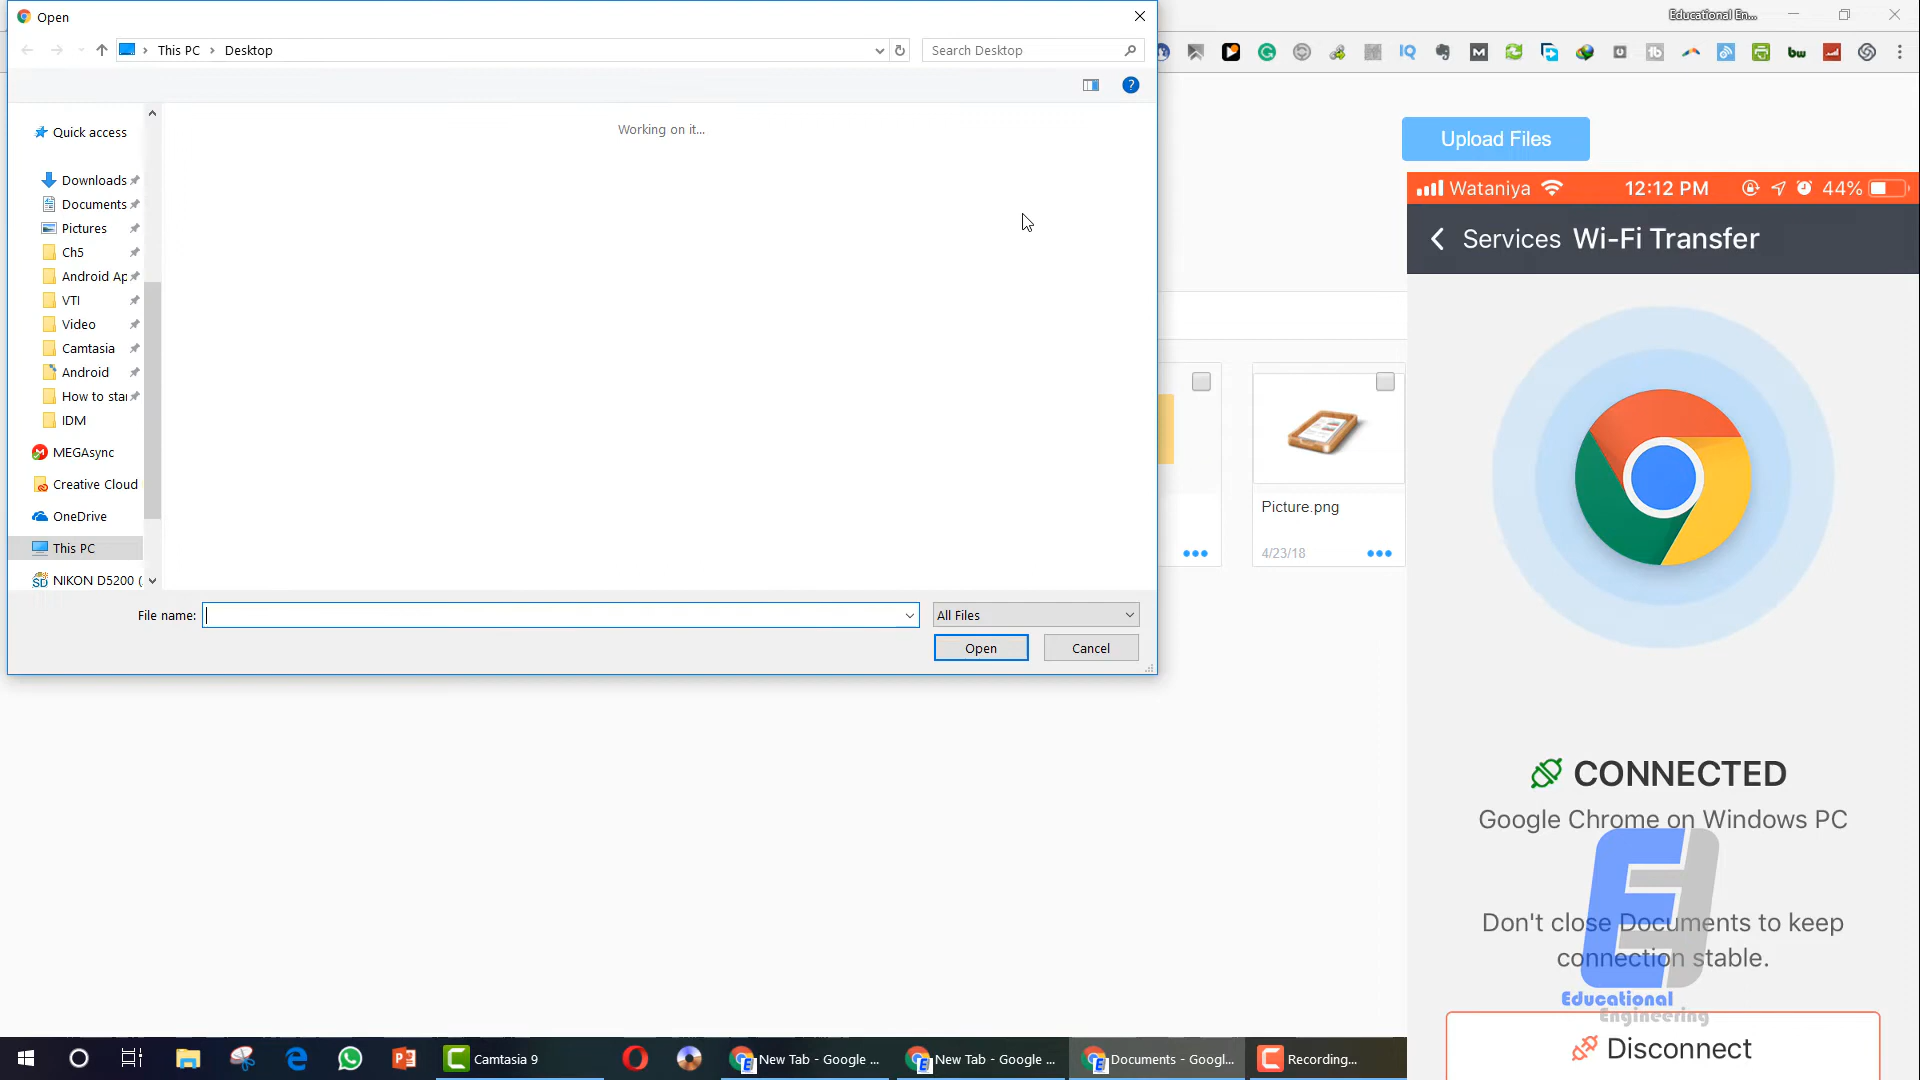 Open
This PC
Desktop
Search Desktop
Working on it...
Quick access
Downloads
Documents
Pictures
Ch5
Android Ap
VTI
Video
Camtasia
Android
How to sta
IDM
MEGAsync
Creative Cloud
OneDrive
This PC
NIKON D5200 (
File name:
All Files
Open
Cancel
Educational En...
Upload Files
Picture.png
4/23/18
Wataniya
12:12 PM
44%
Services Wi-Fi Transfer
CONNECTED
Google Chrome on Windows PC
Don't close Documents to keep
connection stable.
Educational
Engineering
Disconnect
Camtasia 9
New Tab - Google ...
New Tab - Google ...
Documents - Googl...
Recording...